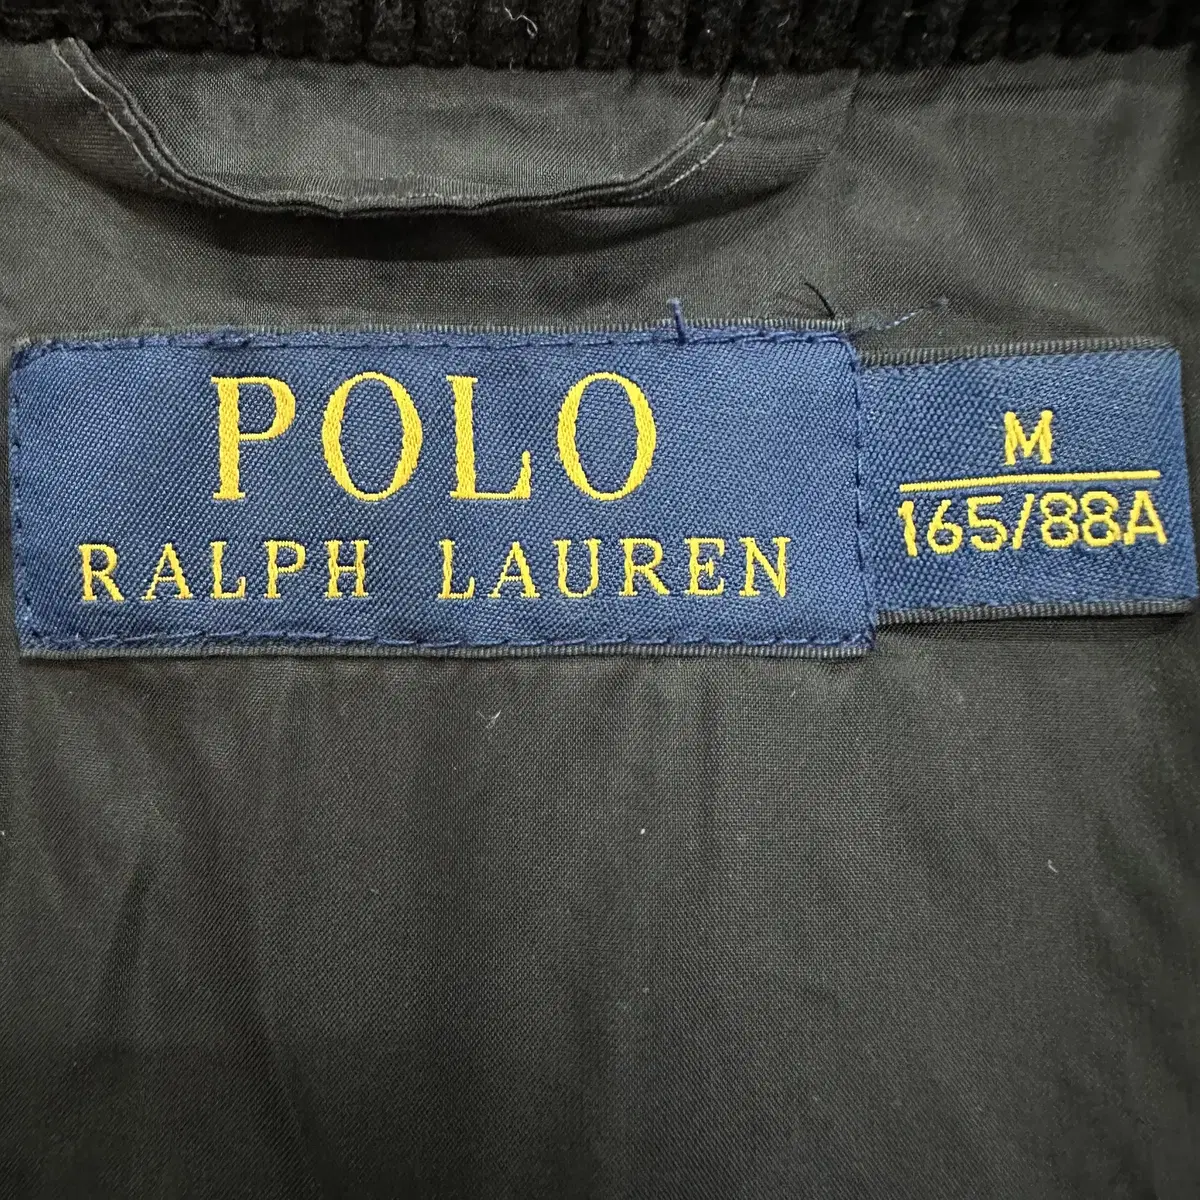 POLO
RALPH LAUREN
M
165/88A